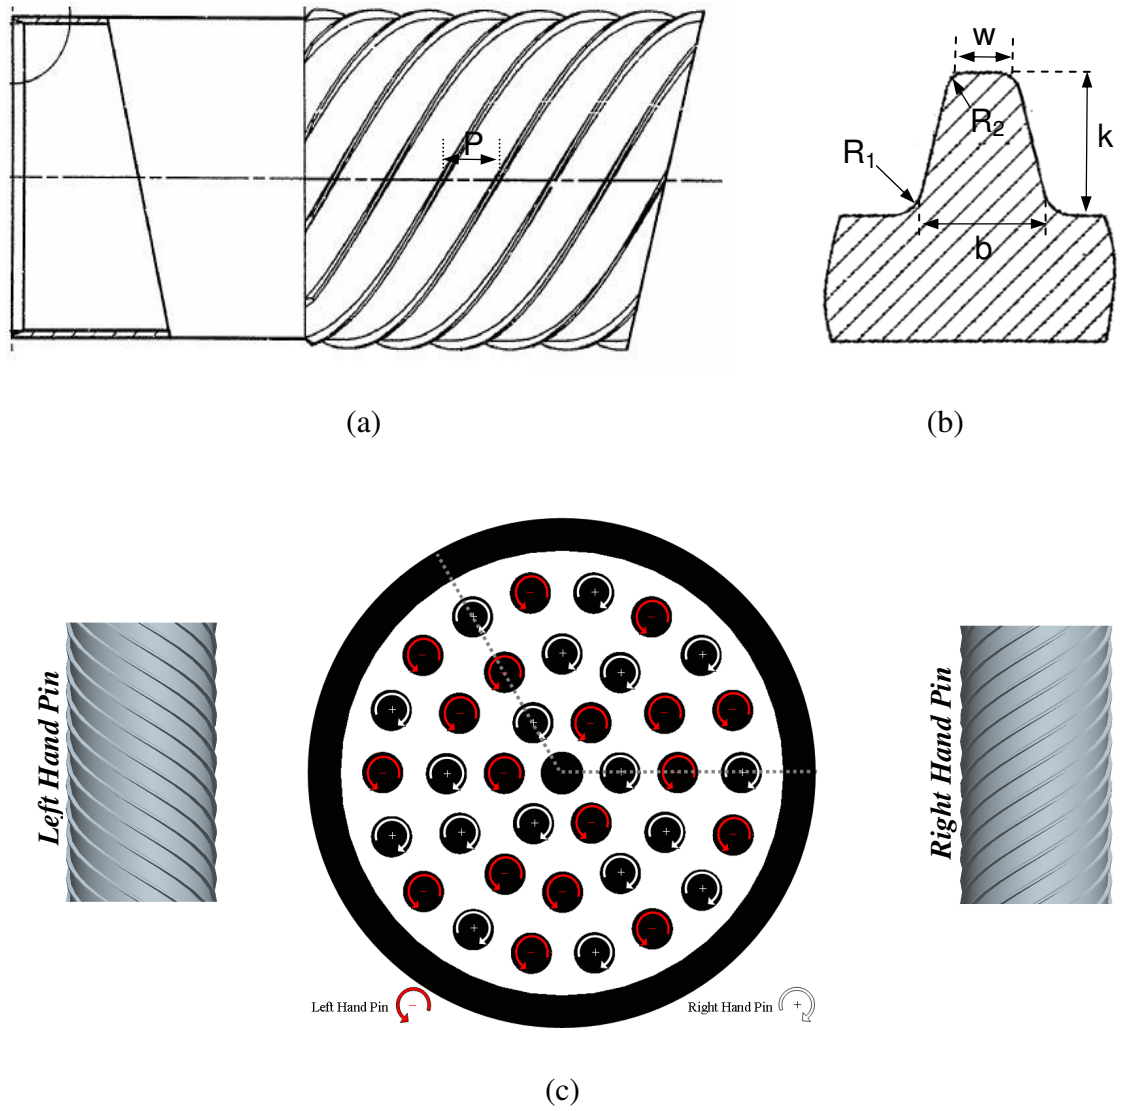 P
(a)
w
R2
R1
k
b
(b)
Left Hand Pin
Right Hand Pin
Left Hand Pin −
Right Hand Pin +
(c)